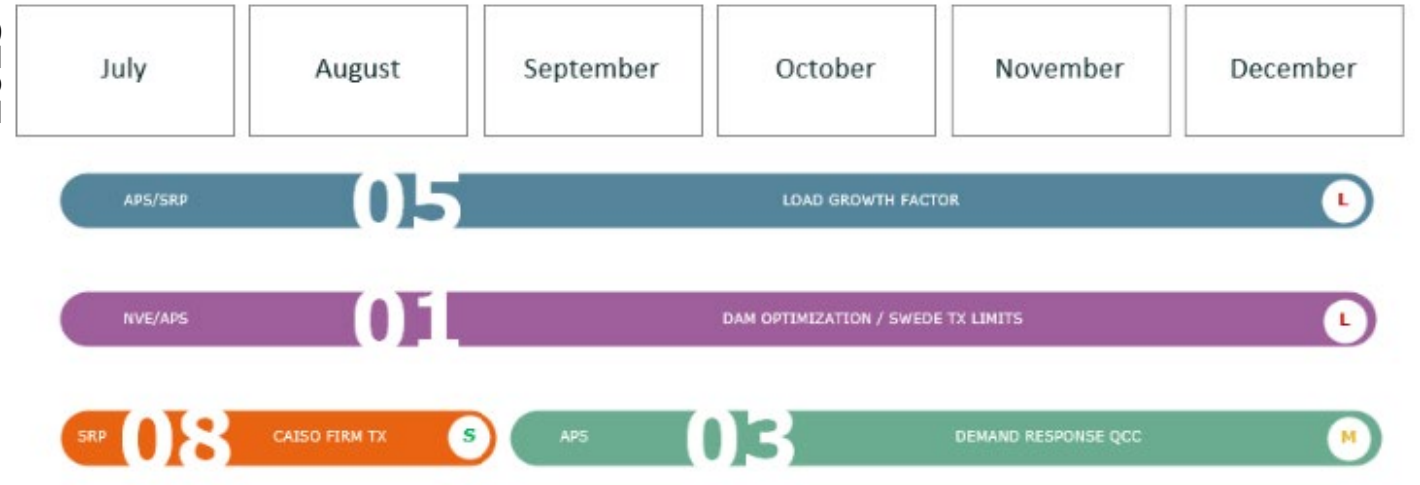 July August September October November December
APS/SRP 05 LOAD GROWTH FACTOR L
NVE/APS 01 DAM OPTIMIZATION / SWEDE TX LIMITS L
SRP 08 CAISO FIRM TX S APS 03 DEMAND RESPONSE QCC M